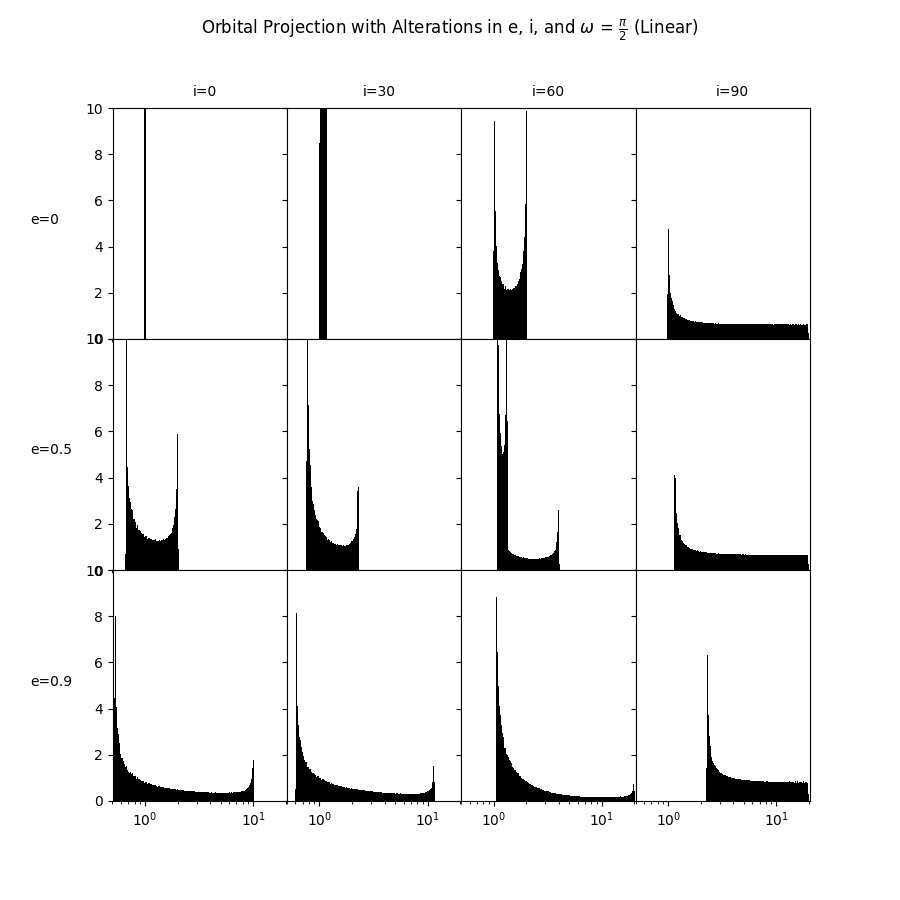 Orbital Projection with Alterations in e, i, and ω = π/2 (Linear)
i=0 i=30 i=60 i=90
10
8
6
e=0
4
2
10 0
8
6
e=0.5
4
2
10 0
8
6
e=0.9
4
2
0
10⁰ 10¹ 10⁰ 10¹ 10⁰ 10¹ 10⁰ 10¹